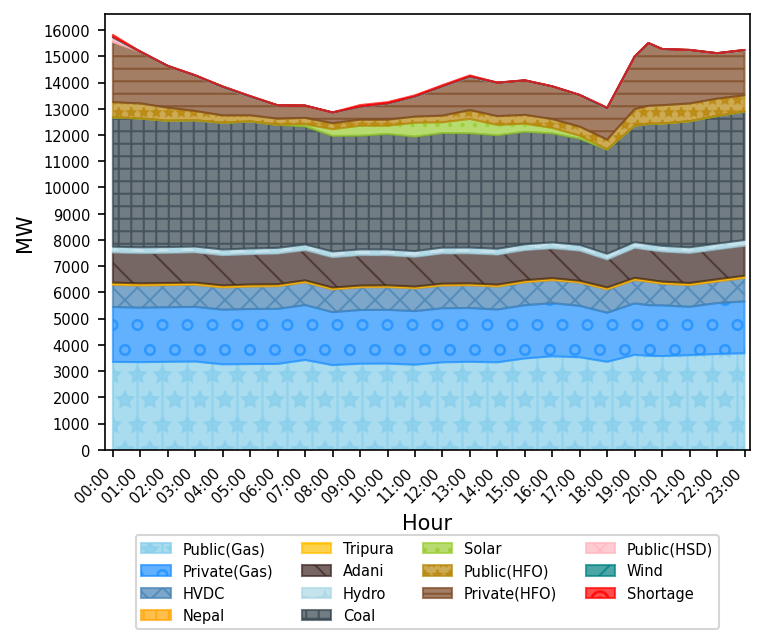 16000
15000
14000
13000
12000
11000
10000
9000
8000
7000
6000
5000
4000
3000
2000
1000
0
MW
00:00 01:00 02:00 03:00 04:00 05:00 06:00 07:00 08:00 09:00 10:00 11:00 12:00 13:00 14:00 15:00 16:00 17:00 18:00 19:00 20:00 21:00 22:00 23:00
Hour
Public(Gas) Tripura Solar Public(HSD)
Private(Gas) Adani Public(HFO) Wind
HVDC Hydro Private(HFO) Shortage
Nepal Coal